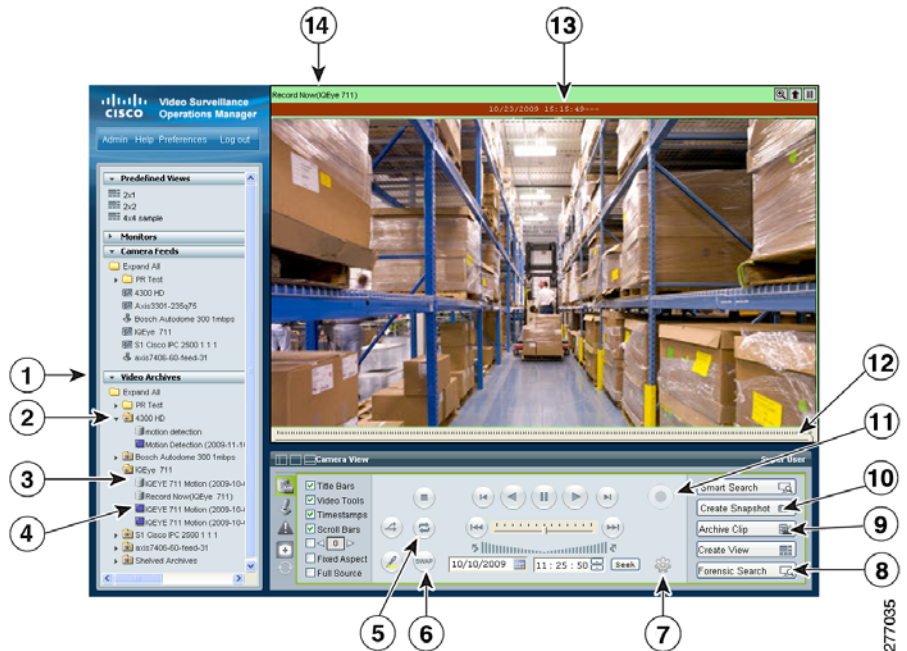 14
13
Record Now(IQEye 711)
10/23/2009 15:15:49---
CISCO
Video Surveillance
Operations Manager
Admin Help Preferences Log out
Predefined Views
2x1
2x2
4x4 sample
Monitors
Camera Feeds
Expand All
PR Test
4300 HD
Axis3301-235q75
Bosch Autodome 300 1mbps
IQEye 711
S1 Cisco IPC 2500 1 1 1
axis7406-60-feed-31
1
Video Archives
Expand All
PR Test
2
4300 HD
motion detection
Motion Detection (2009-11-1
Bosch Autodome 300 1mbps
IQEye 711
3
IQEYE 711 Motion (2009-10-
Record Now(IQEye 711)
4
IQEYE 711 Motion (2009-10-
IQEYE 711 Motion (2009-10-
S1 Cisco IPC 2500 1 1 1
axis7406-60-feed-31
Shelved Archives
12
11
Camera View
Super User
Title Bars
Video Tools
Timestamps
Scroll Bars
0
Fixed Aspect
Full Source
SWAP
10/10/2009 11 : 25 : 50 Seek
Smart Search
10
Create Snapshot
9
Archive Clip
Create View
8
Forensic Search
5
6
7
277035